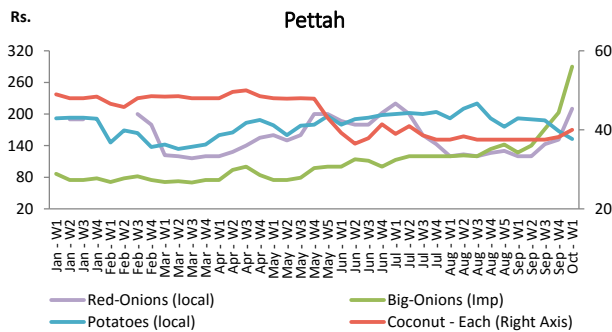 Rs.
Pettah
320
260
200
140
80
20
60
40
20
Jan - W1
Jan - W2
Jan - W3
Jan - W4
Feb - W1
Feb - W2
Feb - W3
Feb - W4
Mar - W1
Mar - W2
Mar - W3
Mar - W4
Apr - W1
Apr - W2
Apr - W3
Apr - W4
May - W1
May - W2
May - W3
May - W4
May - W5
Jun - W1
Jun - W2
Jun - W3
Jun - W4
Jul - W1
Jul - W2
Jul - W3
Jul - W4
Aug - W1
Aug - W2
Aug - W3
Aug - W4
Aug - W5
Sep - W1
Sep - W2
Sep - W3
Sep - W4
Oct - W1
Red-Onions (local)
Big-Onions (Imp)
Potatoes (local)
Coconut - Each (Right Axis)